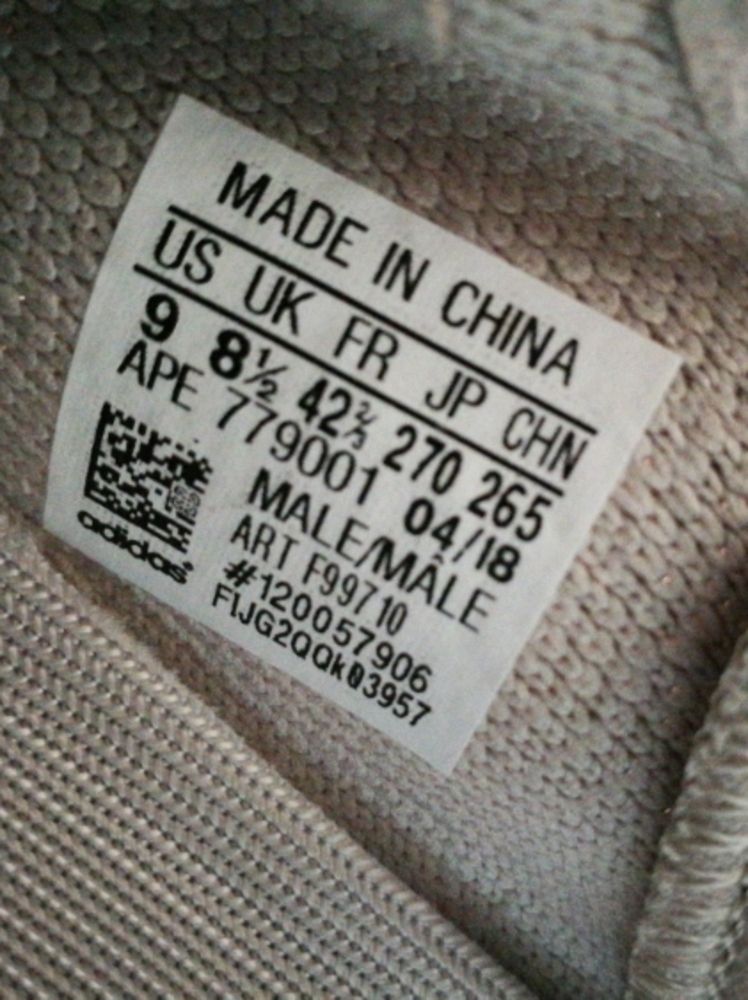 MADE IN CHINA
US UK FR JP CHN
9 8½ 42⅔ 270 265
APE 779001 04/18
MALE/MÂLE
ART F99710
#120057906
adidas